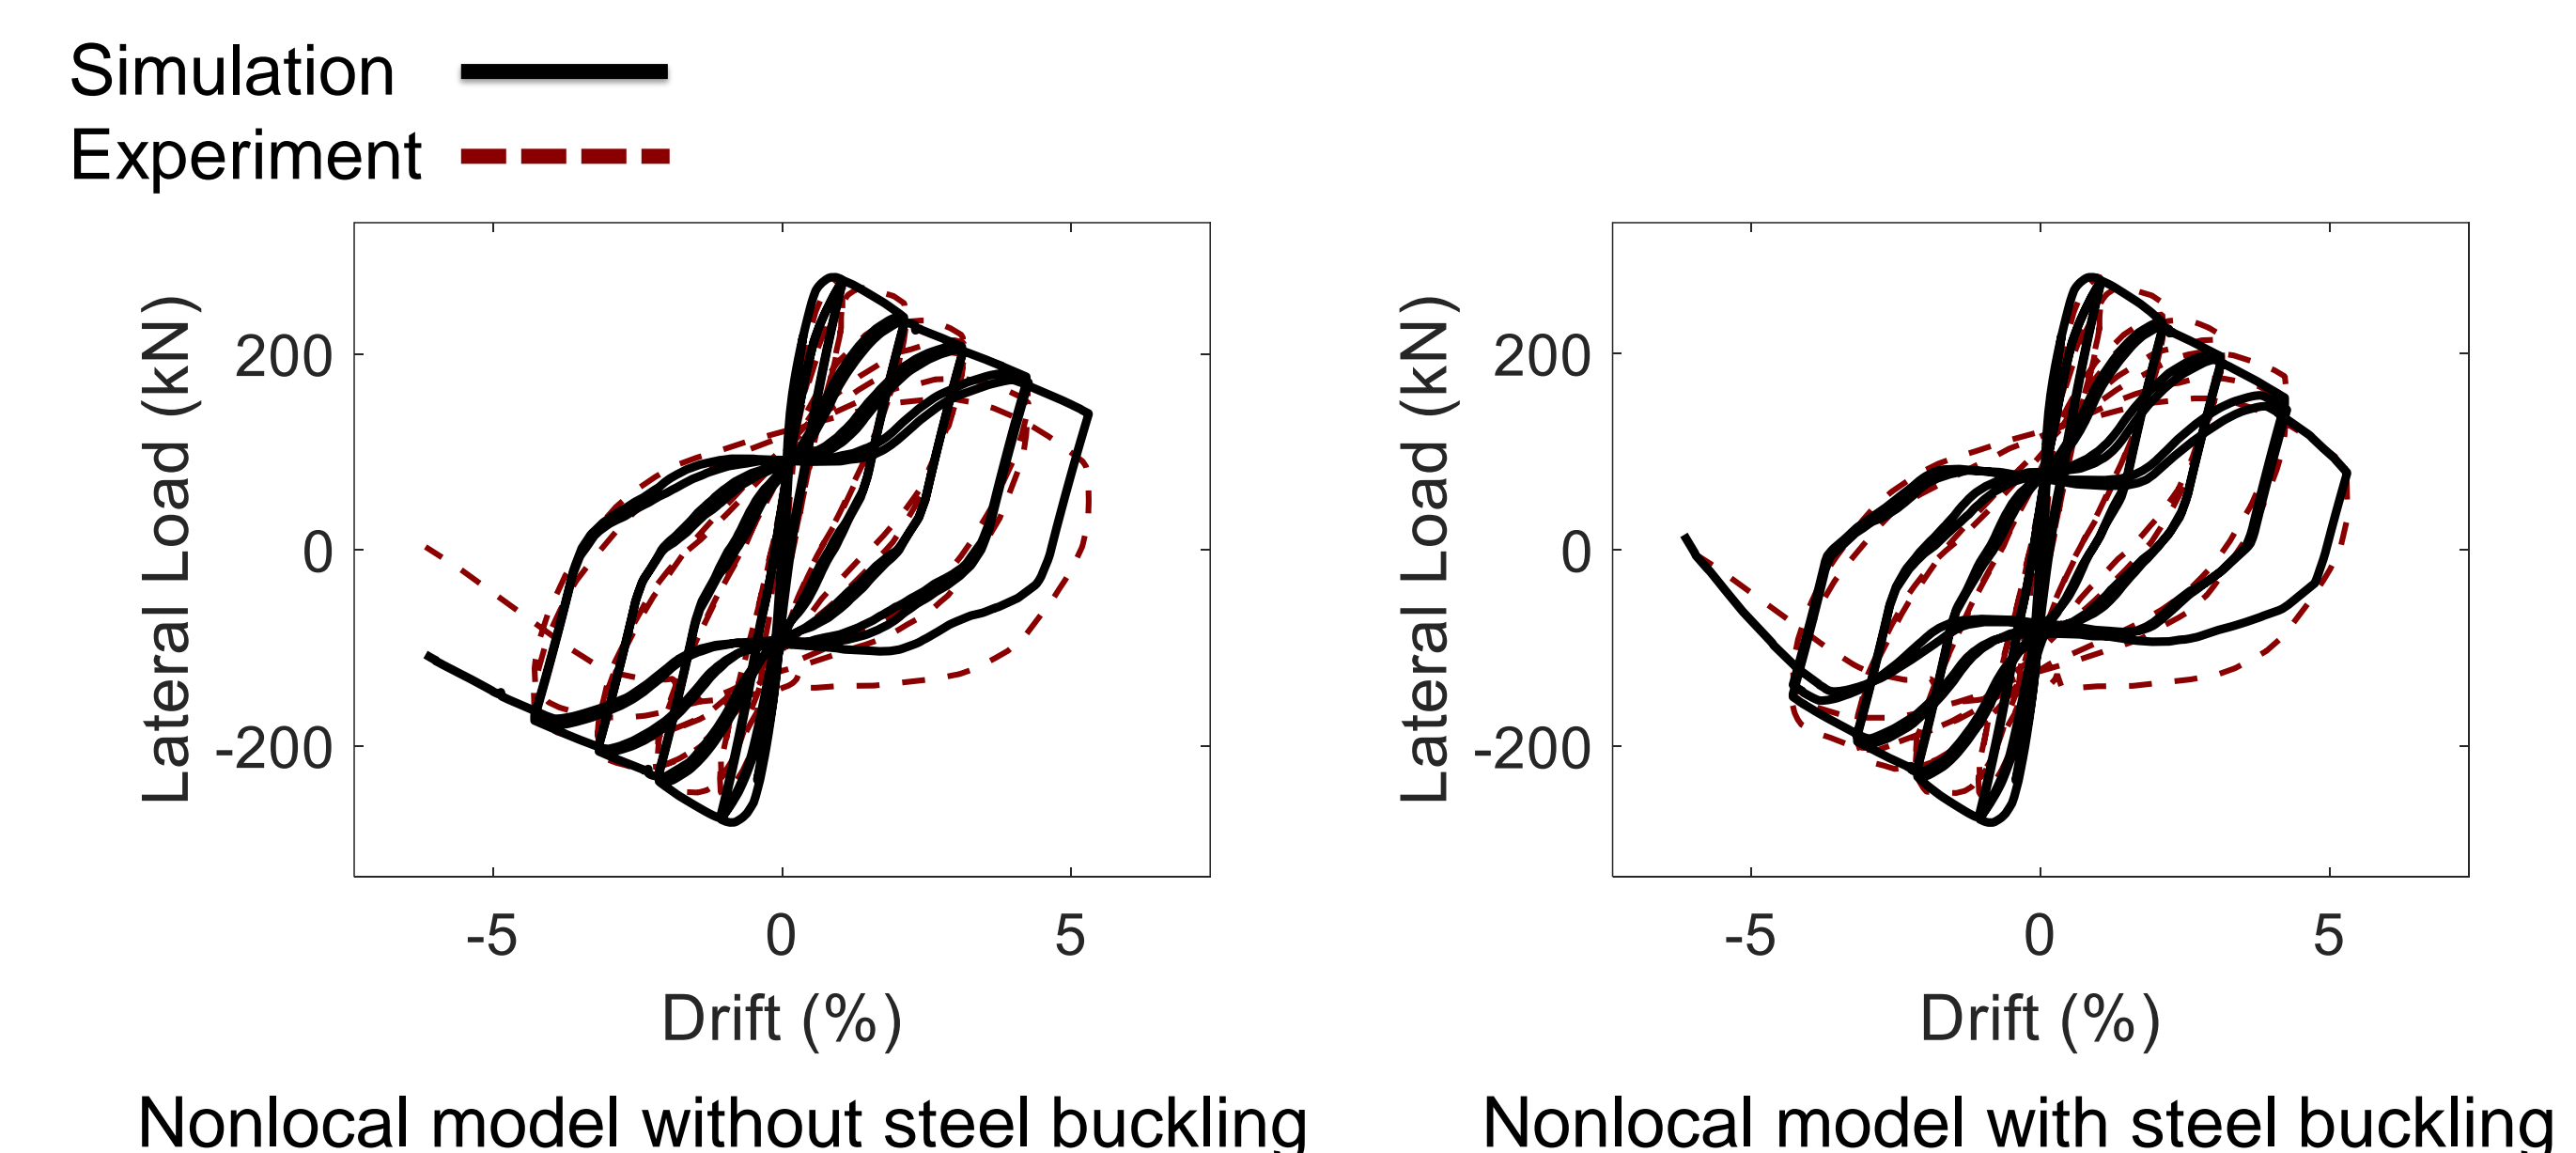 Simulation
Experiment
Lateral Load (kN)
200
0
-200
-5 0 5
Drift (%)
Nonlocal model without steel buckling
Lateral Load (kN)
200
0
-200
-5 0 5
Drift (%)
Nonlocal model with steel buckling